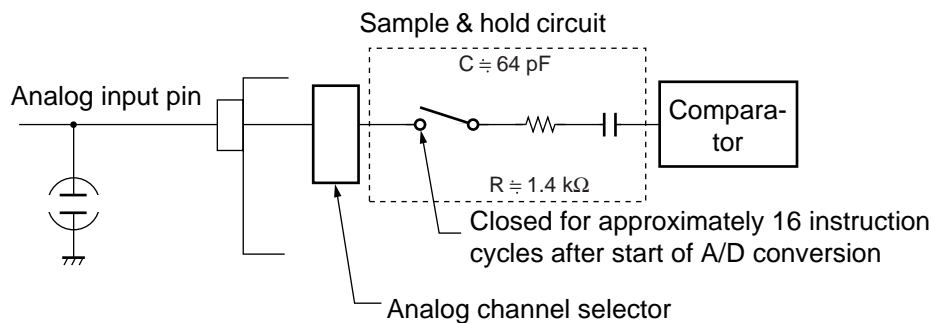 Sample & hold circuit
C ≒ 64 pF
Analog input pin
Compara-
tor
R ≒ 1.4 kΩ
Closed for approximately 16 instruction
cycles after start of A/D conversion
Analog channel selector